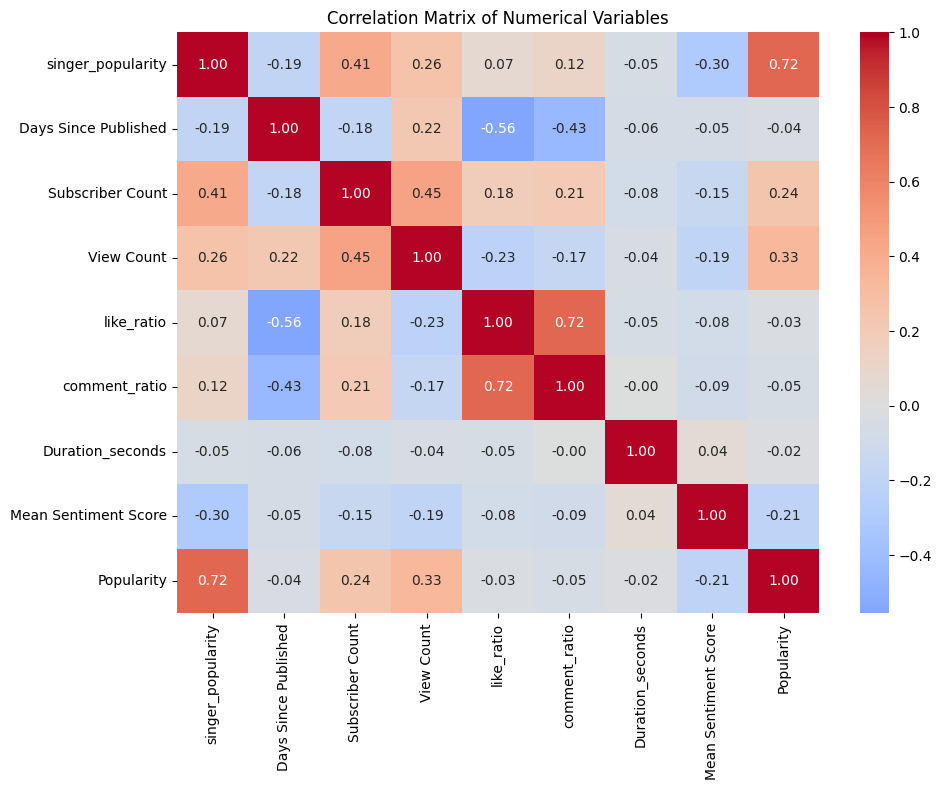 Correlation Matrix of Numerical Variables
singer_popularity 1.00 -0.19 0.41 0.26 0.07 0.12 -0.05 -0.30 0.72
Days Since Published -0.19 1.00 -0.18 0.22 -0.56 -0.43 -0.06 -0.05 -0.04
Subscriber Count 0.41 -0.18 1.00 0.45 0.18 0.21 -0.08 -0.15 0.24
View Count 0.26 0.22 0.45 1.00 -0.23 -0.17 -0.04 -0.19 0.33
like_ratio 0.07 -0.56 0.18 -0.23 1.00 0.72 -0.05 -0.08 -0.03
comment_ratio 0.12 -0.43 0.21 -0.17 0.72 1.00 -0.00 -0.09 -0.05
Duration_seconds -0.05 -0.06 -0.08 -0.04 -0.05 -0.00 1.00 0.04 -0.02
Mean Sentiment Score -0.30 -0.05 -0.15 -0.19 -0.08 -0.09 0.04 1.00 -0.21
Popularity 0.72 -0.04 0.24 0.33 -0.03 -0.05 -0.02 -0.21 1.00
singer_popularity
Days Since Published
Subscriber Count
View Count
like_ratio
comment_ratio
Duration_seconds
Mean Sentiment Score
Popularity
1.0
0.8
0.6
0.4
0.2
0.0
−0.2
−0.4